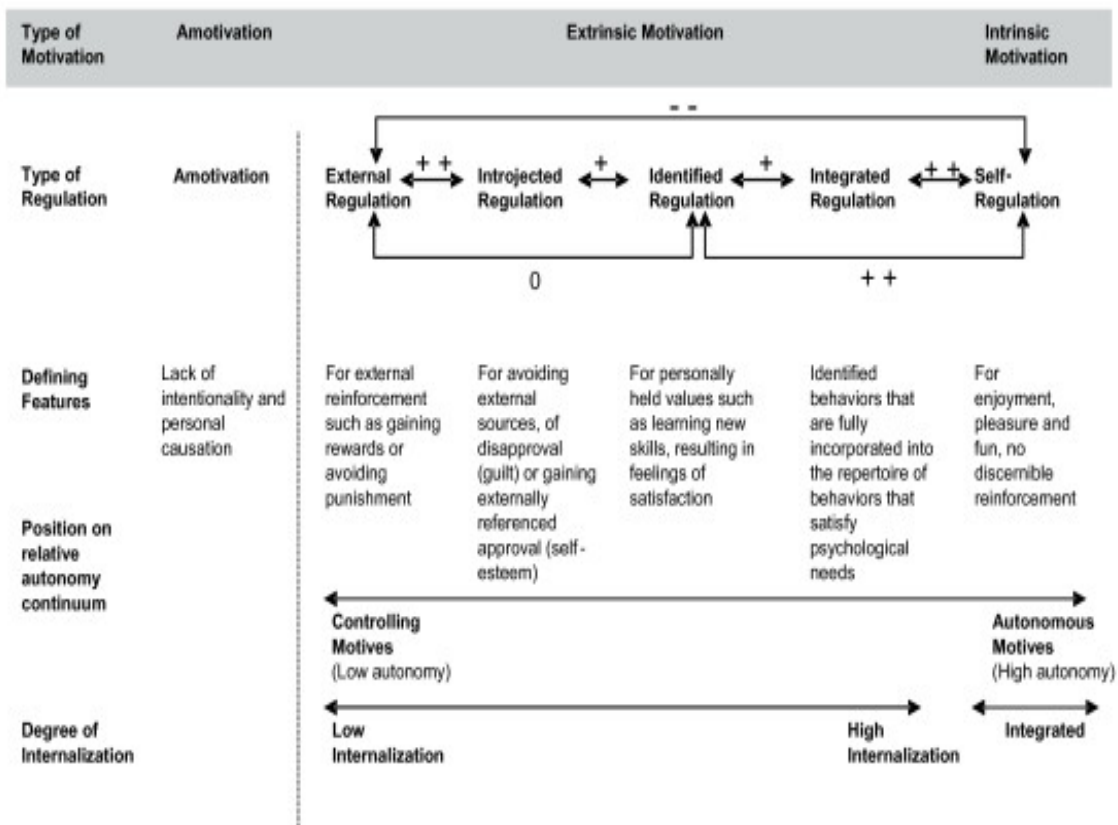 Type of
Motivation
Amotivation
Extrinsic Motivation
Intrinsic
Motivation
- -
Type of
Regulation
Amotivation
External
Regulation
+ +
Introjected
Regulation
+
Identified
Regulation
+
Integrated
Regulation
+ +
Self-
Regulation
0
+ +
Defining
Features
Lack of
intentionality and
personal
causation
For external
reinforcement
such as gaining
rewards or
avoiding
punishment
For avoiding
external
sources, of
disapproval
(guilt) or gaining
externally
referenced
approval (self-
esteem)
For personally
held values such
as learning new
skills, resulting in
feelings of
satisfaction
Identified
behaviors that
are fully
incorporated into
the repertoire of
behaviors that
satisfy
psychological
needs
For
enjoyment,
pleasure and
fun, no
discernible
reinforcement
Position on
relative
autonomy
continuum
Controlling
Motives
(Low autonomy)
Autonomous
Motives
(High autonomy)
Degree of
Internalization
Low
Internalization
High
Internalization
Integrated